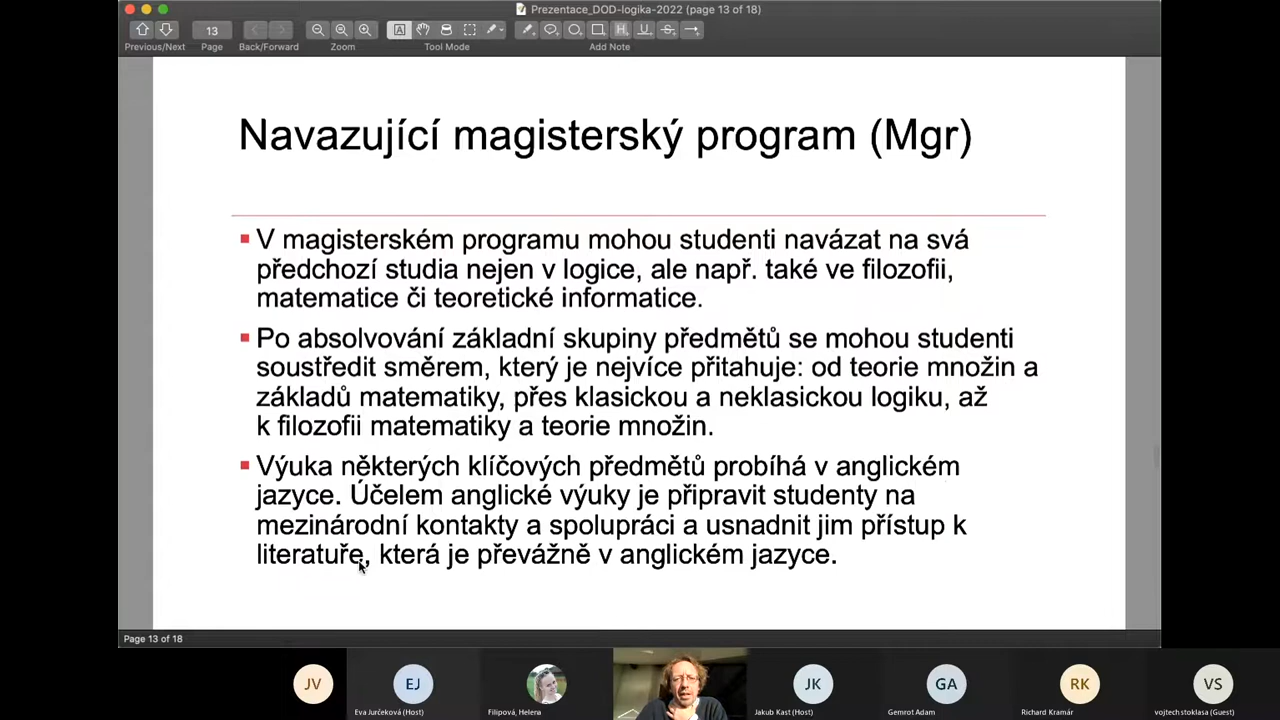 Prezentace_DOD-logika-2022 (page 13 of 18)
13
Previous/Next
Page
Back/Forward
Zoom
Tool Mode
Add Note
Navazující magisterský program (Mgr)
V magisterském programu mohou studenti navázat na svá
předchozí studia nejen v logice, ale např. také ve filozofii,
matematice či teoretické informatice.
Po absolvování základní skupiny předmětů se mohou studenti
soustředit směrem, který je nejvíce přitahuje: od teorie množin a
základů matematiky, přes klasickou a neklasickou logiku, až
k filozofii matematiky a teorie množin.
Výuka některých klíčových předmětů probíhá v anglickém
jazyce. Účelem anglické výuky je připravit studenty na
mezinárodní kontakty a spolupráci a usnadnit jim přístup k
literatuře, která je převážně v anglickém jazyce.
Page 13 of 18
JV
EJ
JK
GA
RK
VS
Eva Jurčeková (Host)
Filipová, Helena
Jakub Kast (Host)
Gemrot Adam
Richard Kramár
vojtech stoklasa (Guest)